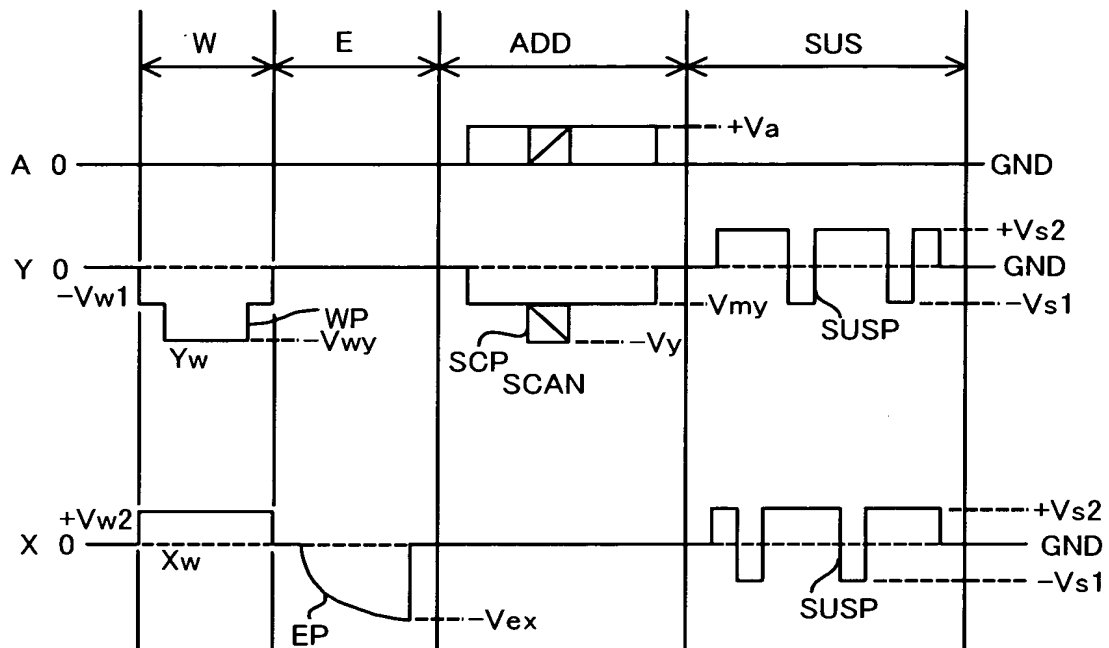 W E ADD SUS
+Va
A 0 GND
+Vs2
Y 0 GND
-Vw1 WP Vmy SUSP -Vs1
Yw -Vwy SCP -Vy
SCAN
+Vw2 +Vs2
X 0 Xw GND
SUSP -Vs1
EP -Vex